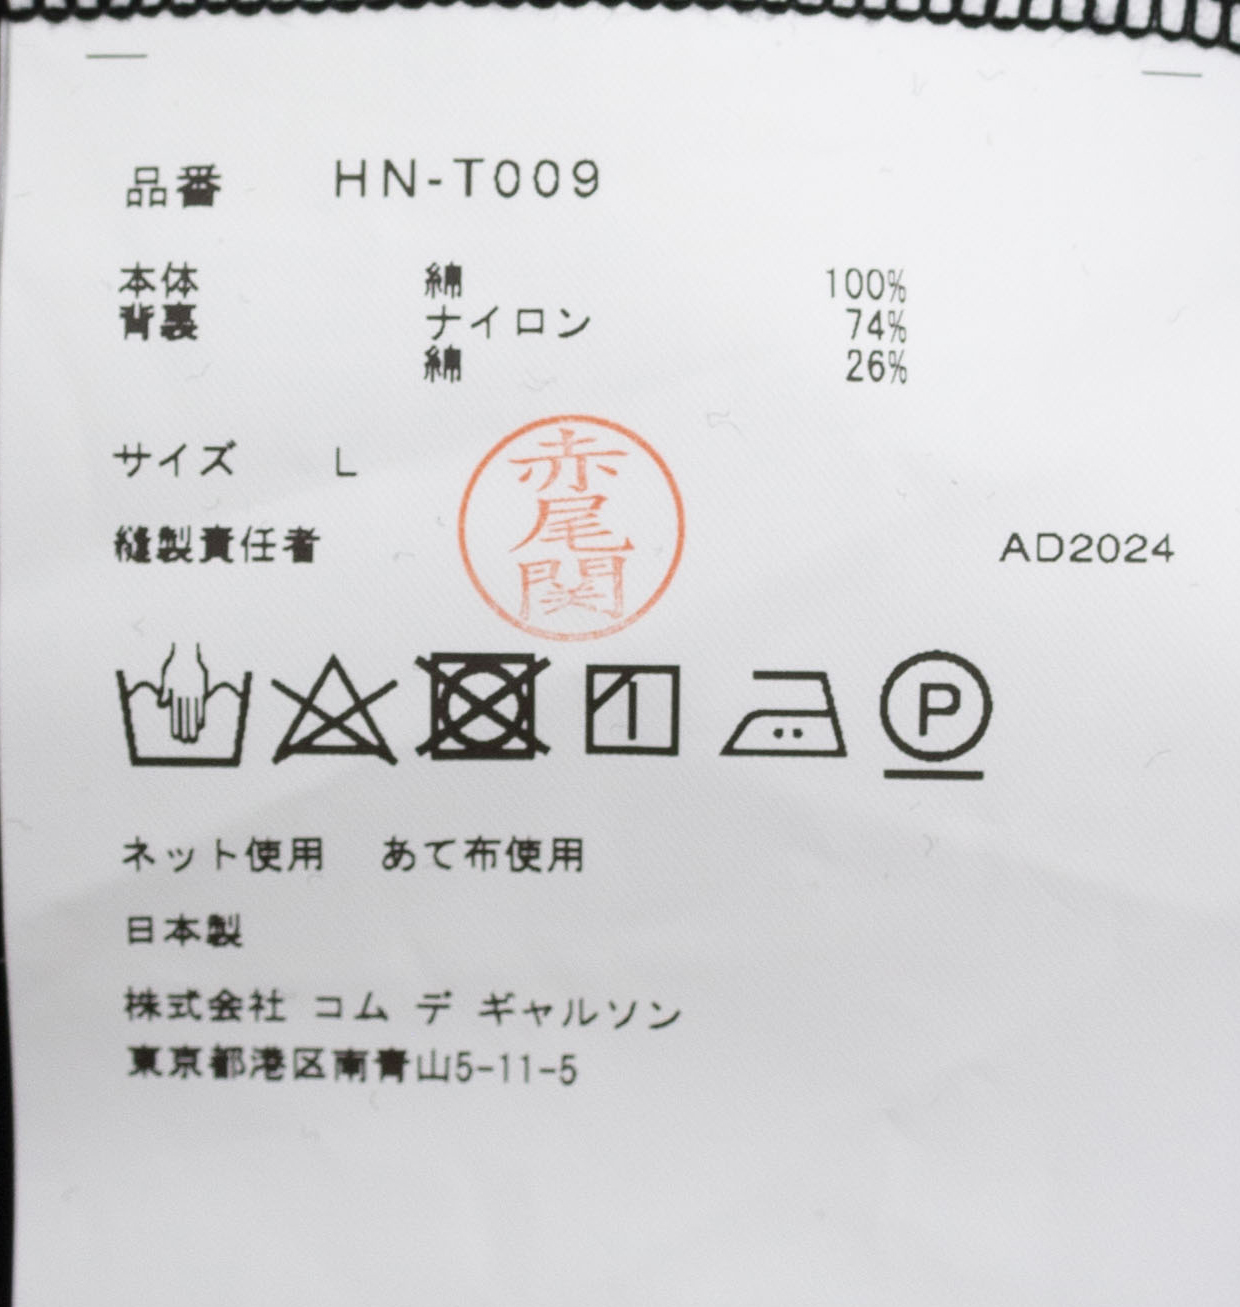 品番 HN-T009
本体 綿 100%
背裏 ナイロン 74%
綿 26%
サイズ L
縫製責任者 赤尾関 AD2024
P
ネット使用 あて布使用
日本製
株式会社 コム デ ギャルソン
東京都港区南青山5-11-5